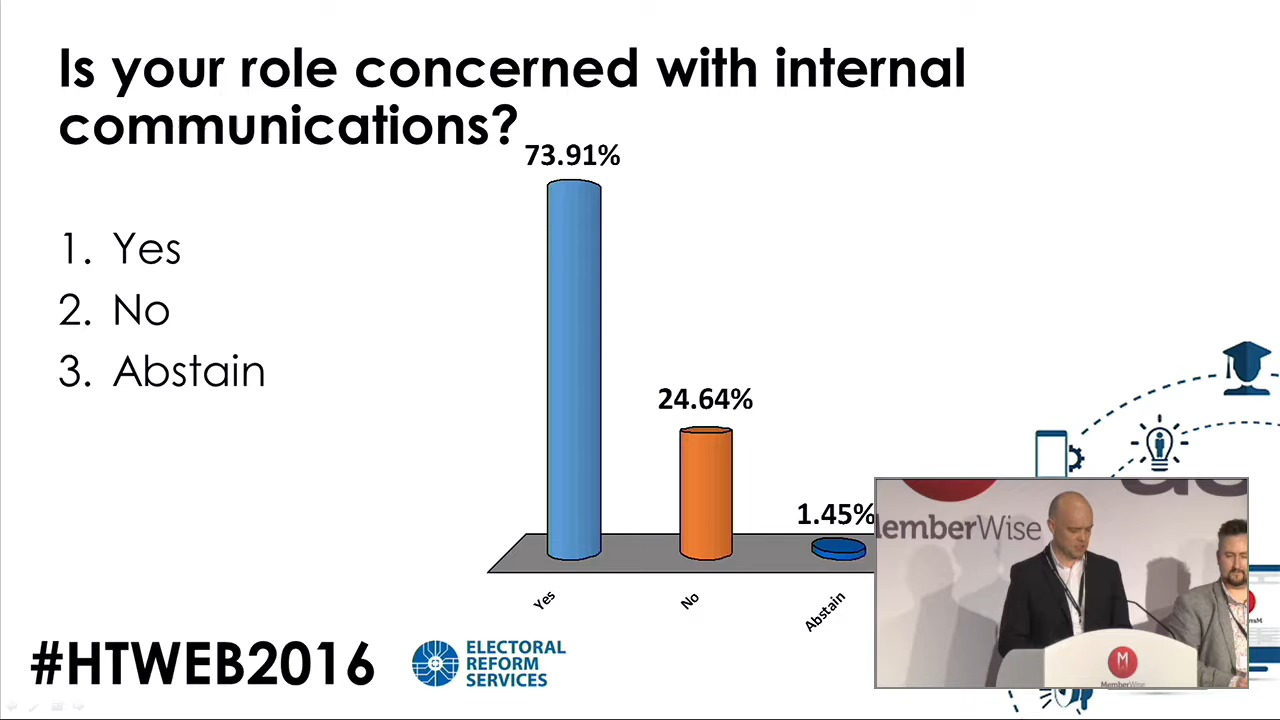 Is your role concerned with internal
communications?
73.91%
1. Yes
2. No
3. Abstain
24.64%
1.45%
Yes
No
Abstain
emberWise
M
MemberWise
#HTWEB2016
ELECTORAL
REFORM
SERVICES